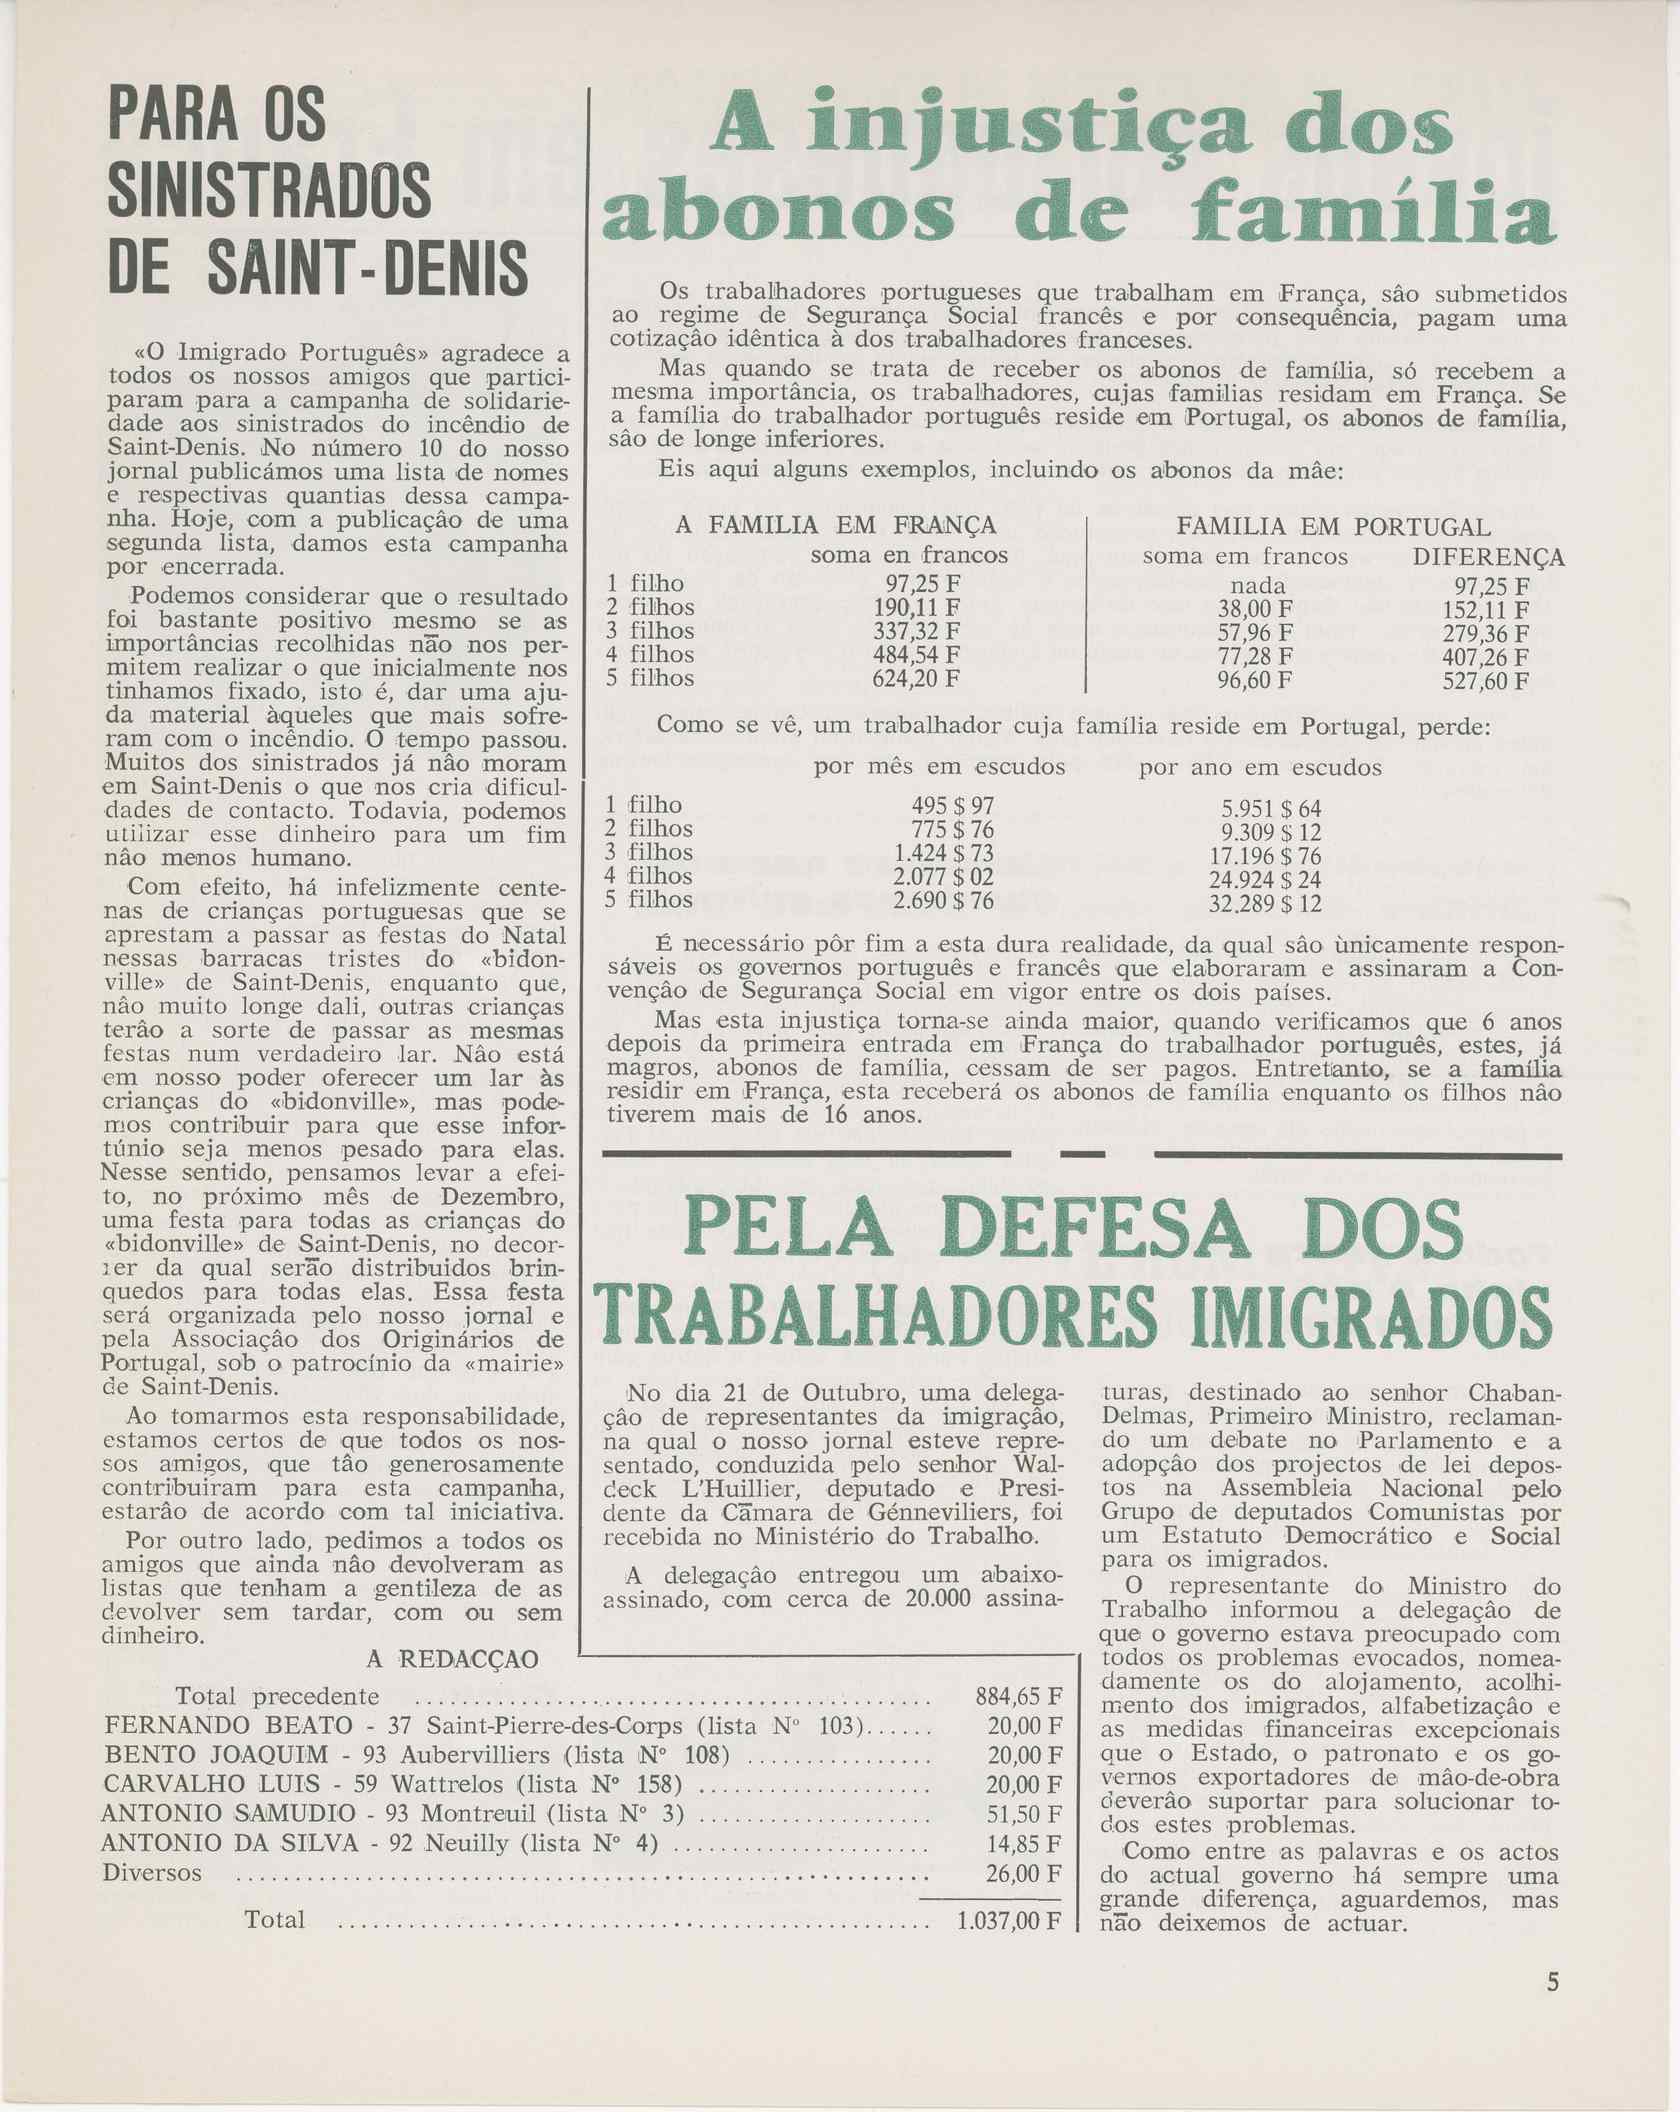 PARA OS
SINISTRADOS
DE SAINT-DENIS
«O Imigrado Português» agradece a
todos os nossos amigos que partici-
param para a campanha de solidarie-
dade aos sinistrados do incêndio de
Saint-Denis. No número 10 do nosso
jornal publicámos uma lista de nomes
e respectivas quantias dessa campa-
nha. Hoje, com a publicaçâo de uma
segunda lista, damos esta campanha
por encerrada.
Podemos considerar que o resultado
foi bastante positivo mesmo se as
importâncias recolhidas não nos per-
mitem realizar o que inicialmente nos
tinhamos fixado, isto é, dar uma aju-
da material àqueles que mais sofre-
ram com o incêndio. O tempo passou.
Muitos dos sinistrados já nâo moram
em Saint-Denis o que nos cria dificul-
dades de contacto. Todavia, podemos
utilizar esse dinheiro para um fim
nâo menos humano.
Com efeito, há infelizmente cente-
nas de crianças portuguesas que se
aprestam a passar as festas do Natal
nessas barracas tristes do «bidon-
ville» de Saint-Denis, enquanto que,
nâo muito longe dali, outras crianças
terâo a sorte de passar as mesmas
festas num verdadeiro lar. Nâo está
em nosso poder oferecer um lar às
crianças do «bidonville», mas pode-
mos contribuir para que esse infor-
túnio seja menos pesado para elas.
Nesse sentido, pensamos levar a efei-
to, no próximo mês de Dezembro,
uma festa para todas as crianças do
«bidonville» de Saint-Denis, no decor-
rer da qual serão distribuidos brin-
quedos para todas elas. Essa festa
será organizada pelo nosso jornal e
pela Associaçâo dos Originários de
Portugal, sob o patrocínio da «mairie»
de Saint-Denis.
Ao tomarmos esta responsabilidade,
estamos certos de que todos os nos-
sos amigos, que tâo generosamente
contribuiram para esta campanha,
estarâo de acordo com tal iniciativa.
Por outro lado, pedimos a todos os
amigos que ainda nâo devolveram as
listas que tenham a gentileza de as
devolver sem tardar, com ou sem
dinheiro.
A REDACÇAO
Total precedente ............................................ 884,65 F
FERNANDO BEATO - 37 Saint-Pierre-des-Corps (lista N° 103)...... 20,00 F
BENTO JOAQUIM - 93 Aubervilliers (lista N° 108) ................ 20,00 F
CARVALHO LUIS - 59 Wattrelos (lista N° 158) .................... 20,00 F
ANTONIO SAMUDIO - 93 Montreuil (lista N° 3) .................... 51,50 F
ANTONIO DA SILVA - 92 Neuilly (lista N° 4) ...................... 14,85 F
Diversos ........................................................... 26,00 F
Total .................................................. 1.037,00 F
A injustiça dos
abonos de família
Os trabalhadores portugueses que trabalham em França, sâo submetidos
ao regime de Segurança Social francês e por consequência, pagam uma
cotizaçâo idêntica à dos trabalhadores franceses.
Mas quando se trata de receber os abonos de família, só recebem a
mesma importância, os trabalhadores, cujas familias residam em França. Se
a família do trabalhador português reside em Portugal, os abonos de família,
sâo de longe inferiores.
Eis aqui alguns exemplos, incluindo os abonos da mâe:
A FAMILIA EM FRANÇA FAMILIA EM PORTUGAL
soma en francos soma em francos DIFERENÇA
1 filho 97,25 F nada 97,25 F
2 filhos 190,11 F 38,00 F 152,11 F
3 filhos 337,32 F 57,96 F 279,36 F
4 filhos 484,54 F 77,28 F 407,26 F
5 filhos 624,20 F 96,60 F 527,60 F
Como se vê, um trabalhador cuja família reside em Portugal, perde:
por mês em escudos por ano em escudos
1 filho 495 $ 97 5.951 $ 64
2 filhos 775 $ 76 9.309 $ 12
3 filhos 1.424 $ 73 17.196 $ 76
4 filhos 2.077 $ 02 24.924 $ 24
5 filhos 2.690 $ 76 32.289 $ 12
É necessário pôr fim a esta dura realidade, da qual sâo ùnicamente respon-
sáveis os governos português e francês que elaboraram e assinaram a Con-
vençâo de Segurança Social em vigor entre os dois países.
Mas esta injustiça torna-se ainda maior, quando verificamos que 6 anos
depois da primeira entrada em França do trabalhador português, estes, já
magros, abonos de família, cessam de ser pagos. Entretanto, se a família
residir em França, esta receberá os abonos de família enquanto os filhos nâo
tiverem mais de 16 anos.
PELA DEFESA DOS
TRABALHADORES IMIGRADOS
No dia 21 de Outubro, uma delega-
çâo de representantes da imigraçâo,
na qual o nosso jornal esteve repre-
sentado, conduzida pelo senhor Wal-
deck L'Huillier, deputado e Presi-
dente da Cãmara de Génneviliers, foi
recebida no Ministério do Trabalho.
A delegaçâo entregou um abaixo-
assinado, com cerca de 20.000 assina-
turas, destinado ao senhor Chaban-
Delmas, Primeiro Ministro, reclaman-
do um debate no Parlamento e a
adopçâo dos projectos de lei depos-
tos na Assembleia Nacional pelo
Grupo de deputados Comunistas por
um Estatuto Democrático e Social
para os imigrados.
O representante do Ministro do
Trabalho informou a delegaçâo de
que o governo estava preocupado com
todos os problemas evocados, nomea-
damente os do alojamento, acolhi-
mento dos imigrados, alfabetizaçâo e
as medidas financeiras excepcionais
que o Estado, o patronato e os go-
vernos exportadores de mâo-de-obra
deverâo suportar para solucionar to-
dos estes problemas.
Como entre as palavras e os actos
do actual governo há sempre uma
grande diferença, aguardemos, mas
não deixemos de actuar.
5